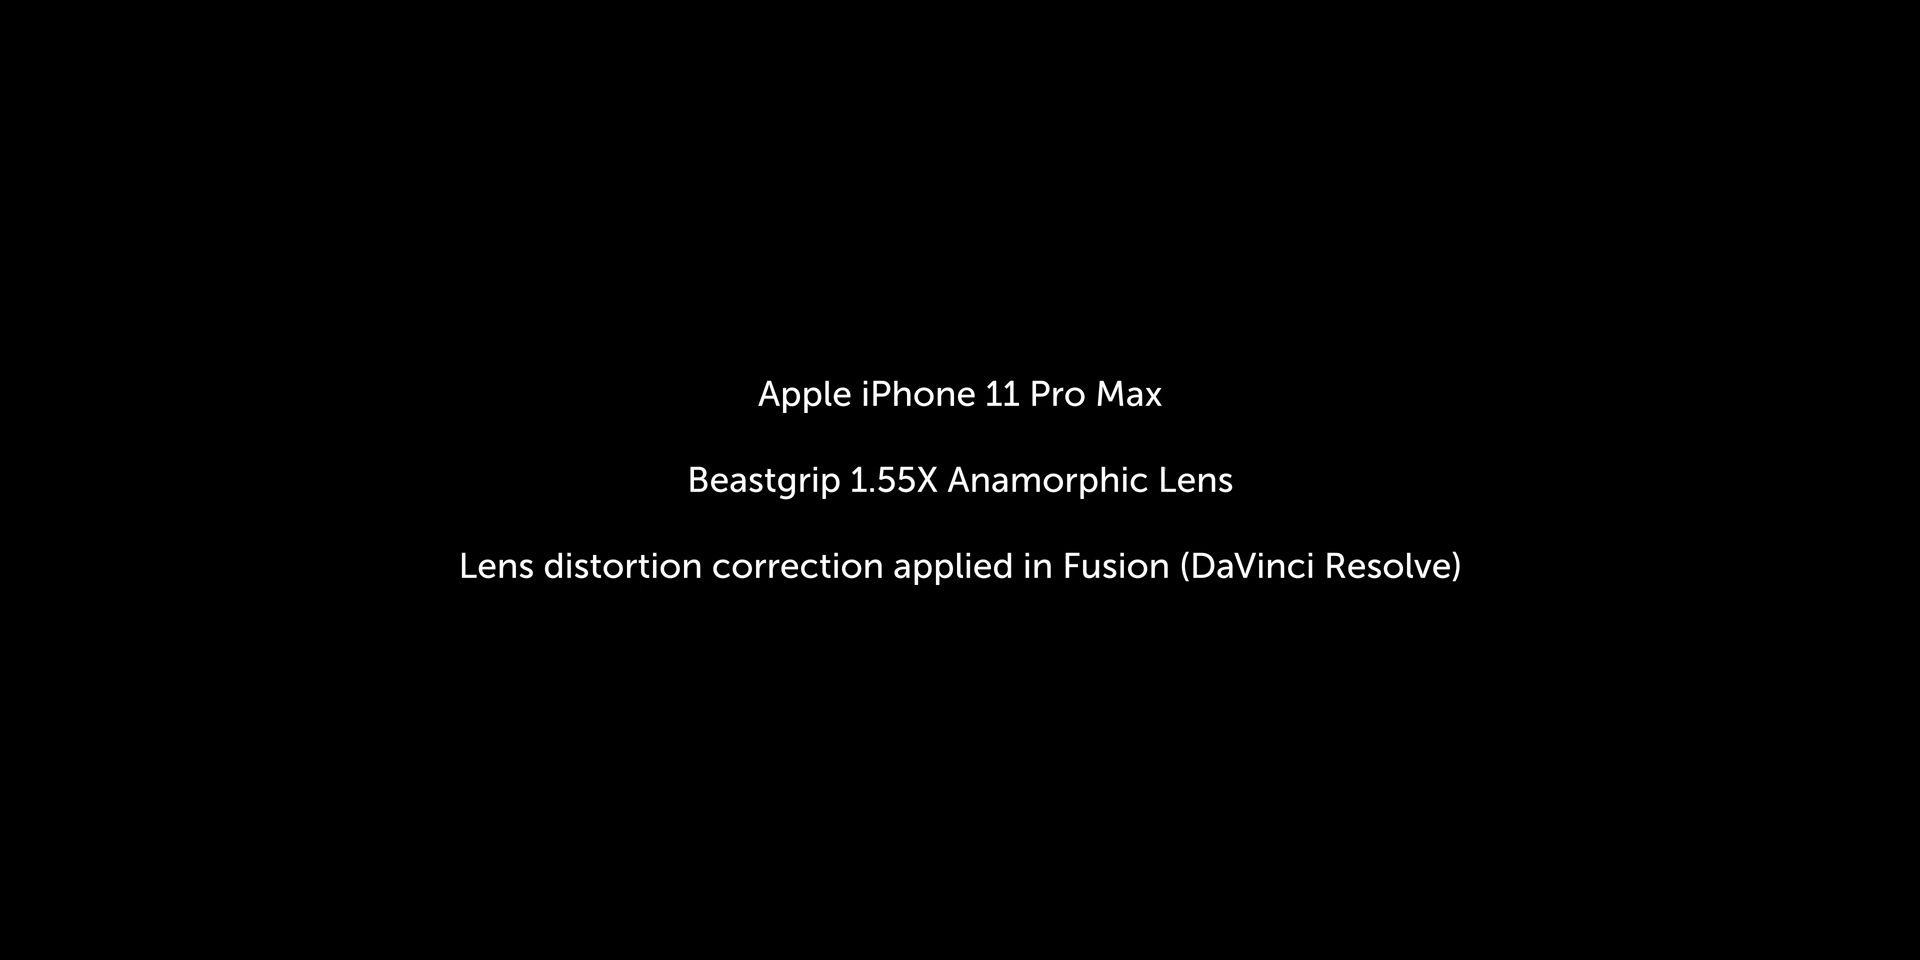 Apple iPhone 11 Pro Max
Beastgrip 1.55X Anamorphic Lens
Lens distortion correction applied in Fusion (DaVinci Resolve)